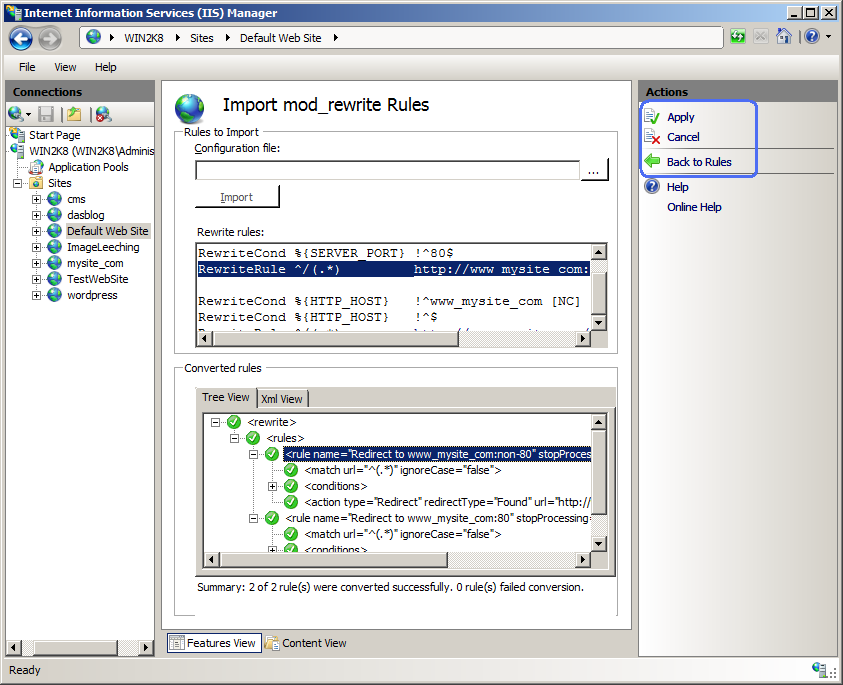 Internet Information Services (IIS) Manager
WIN2K8 Sites Default Web Site
File View Help
Connections
Start Page
WIN2K8 (WIN2K8\Adminis
Application Pools
Sites
cms
dasblog
Default Web Site
ImageLeeching
mysite_com
TestWebSite
wordpress
Import mod_rewrite Rules
Rules to Import
Configuration file:
...
Import
Rewrite rules:
RewriteCond %{SERVER_PORT} !^80$
RewriteRule ^/(.*) http://www_mysite_com:
RewriteCond %{HTTP_HOST} !^www_mysite_com [NC]
RewriteCond %{HTTP_HOST} !^$
Converted rules
Tree View Xml View
<rewrite>
<rules>
<rule name="Redirect to www_mysite_com:non-80" stopProces
<match url="^(.*)" ignoreCase="false">
<conditions>
<action type="Redirect" redirectType="Found" url="http://
<rule name="Redirect to www_mysite_com:80" stopProcessing=
<match url="^(.*)" ignoreCase="false">
<conditions>
Summary: 2 of 2 rule(s) were converted successfully. 0 rule(s) failed conversion.
Features View Content View
Actions
Apply
Cancel
Back to Rules
Help
Online Help
Ready